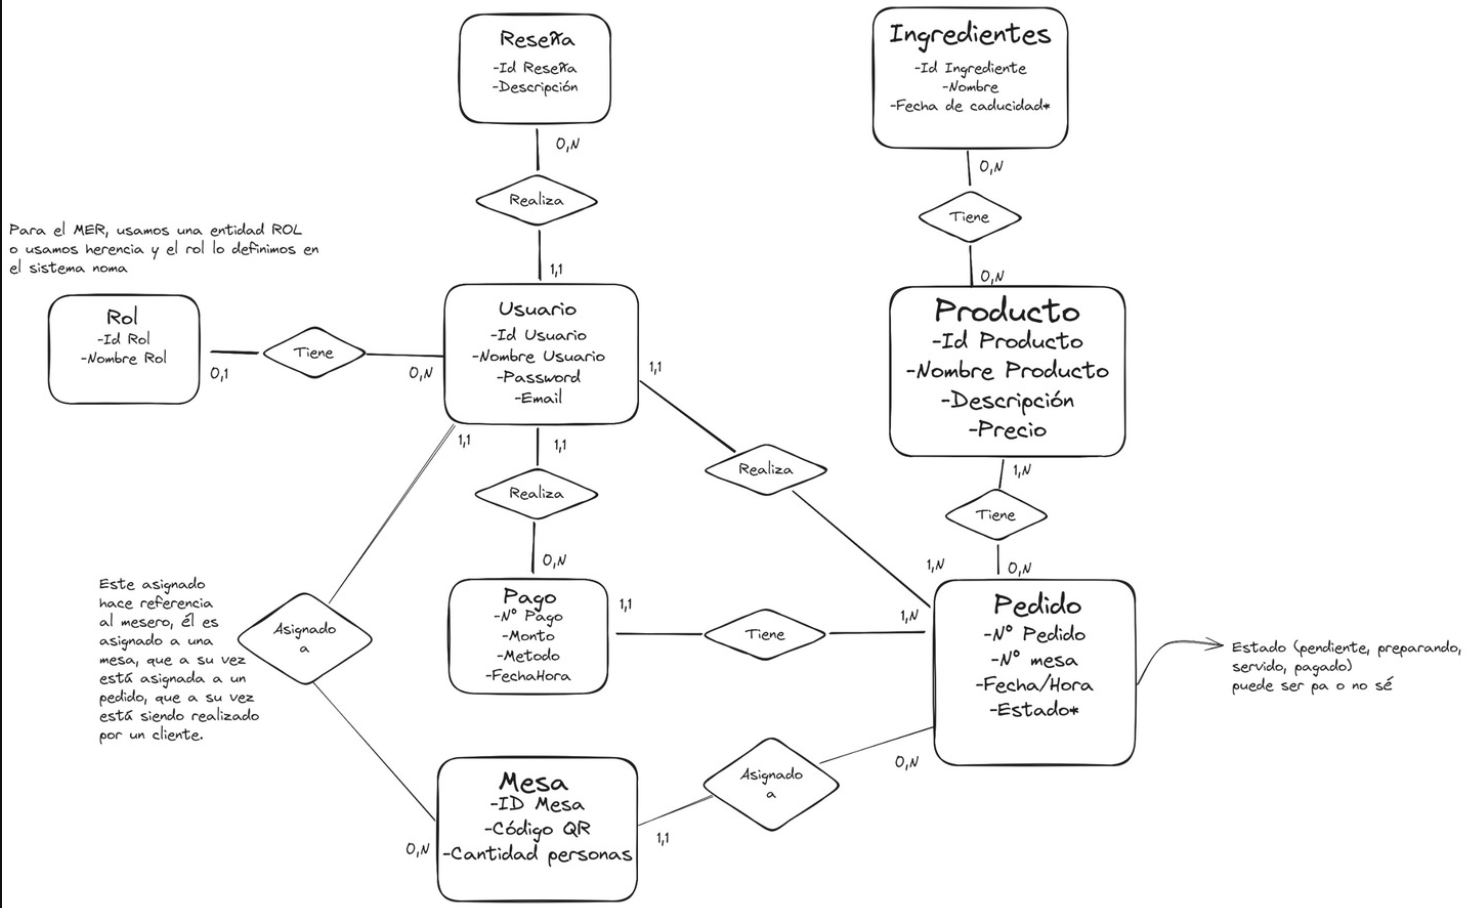 Reseña
-Id Reseña
-Descripción
0,N
Realiza
1,1
Ingredientes
-Id Ingrediente
-Nombre
-Fecha de caducidad*
0,N
Tiene
0,N
Para el MER, usamos una entidad ROL
o usamos herencia y el rol lo definimos en
el sistema noma
Rol
-Id Rol
-Nombre Rol
0,1
Tiene
0,N
Usuario
-Id Usuario
-Nombre Usuario
-Password
-Email
1,1
1,1
1,1
Producto
-Id Producto
-Nombre Producto
-Descripción
-Precio
1,N
Tiene
0,N
Realiza
1,N
Realiza
0,N
Este asignado
hace referencia
al mesero, él es
asignado a una
mesa, que a su vez
está asignada a un
pedido, que a su vez
está siendo realizado
por un cliente.
Asignado
a
Pago
-Nº Pago
-Monto
-Metodo
-FechaHora
1,1
Tiene
1,N
Pedido
-Nº Pedido
-Nº mesa
-Fecha/Hora
-Estado*
Estado (pendiente, preparando,
servido, pagado)
puede ser pa o no sé
Mesa
-ID Mesa
-Código QR
-Cantidad personas
0,N
1,1
Asignado
a
0,N